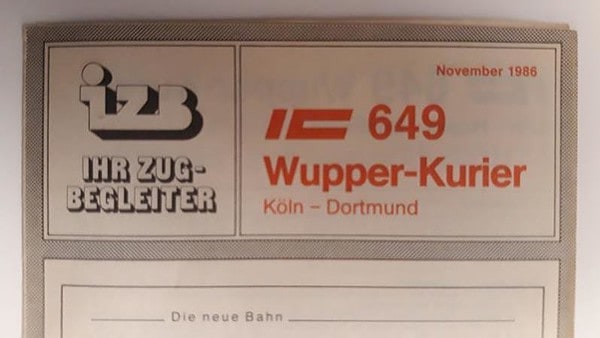 izB
IHR ZUG-
BEGLEITER
November 1986
IC 649
Wupper-Kurier
Köln – Dortmund
Die neue Bahn